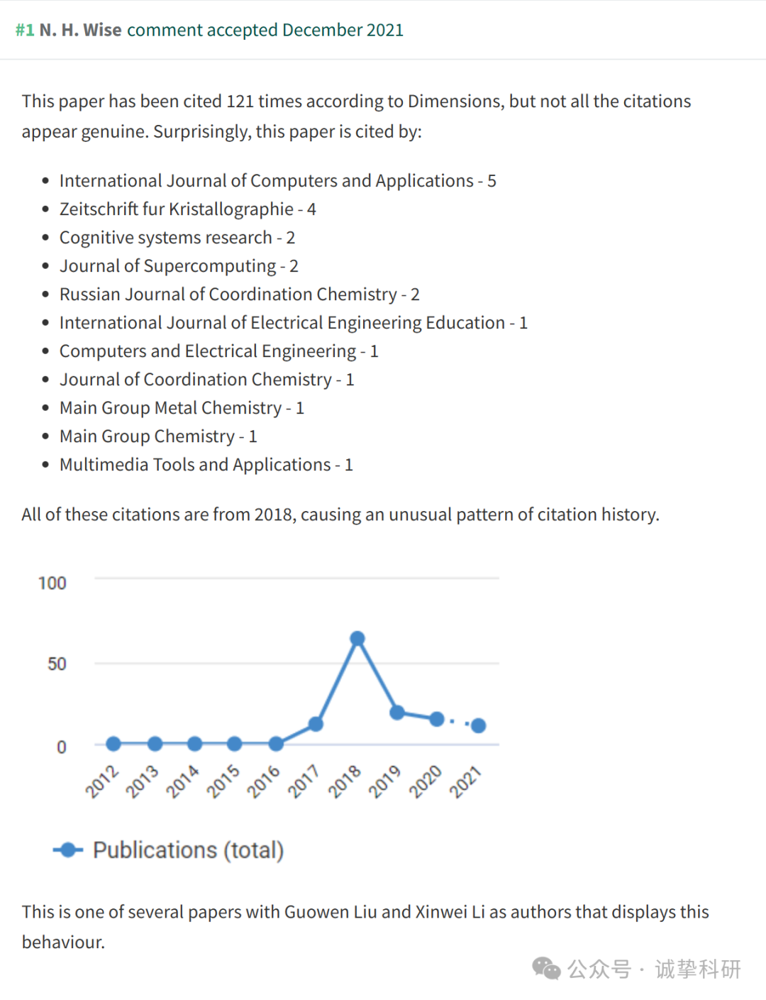 #1 N. H. Wise comment accepted December 2021
This paper has been cited 121 times according to Dimensions, but not all the citations
appear genuine. Surprisingly, this paper is cited by:
• International Journal of Computers and Applications - 5
• Zeitschrift fur Kristallographie - 4
• Cognitive systems research - 2
• Journal of Supercomputing - 2
• Russian Journal of Coordination Chemistry - 2
• International Journal of Electrical Engineering Education - 1
• Computers and Electrical Engineering - 1
• Journal of Coordination Chemistry - 1
• Main Group Metal Chemistry - 1
• Main Group Chemistry - 1
• Multimedia Tools and Applications - 1
All of these citations are from 2018, causing an unusual pattern of citation history.
100
50
0
2012 2013 2014 2015 2016 2017 2018 2019 2020 2021
Publications (total)
This is one of several papers with Guowen Liu and Xinwei Li as authors that displays this
behaviour.
公众号 · 诚挚科研